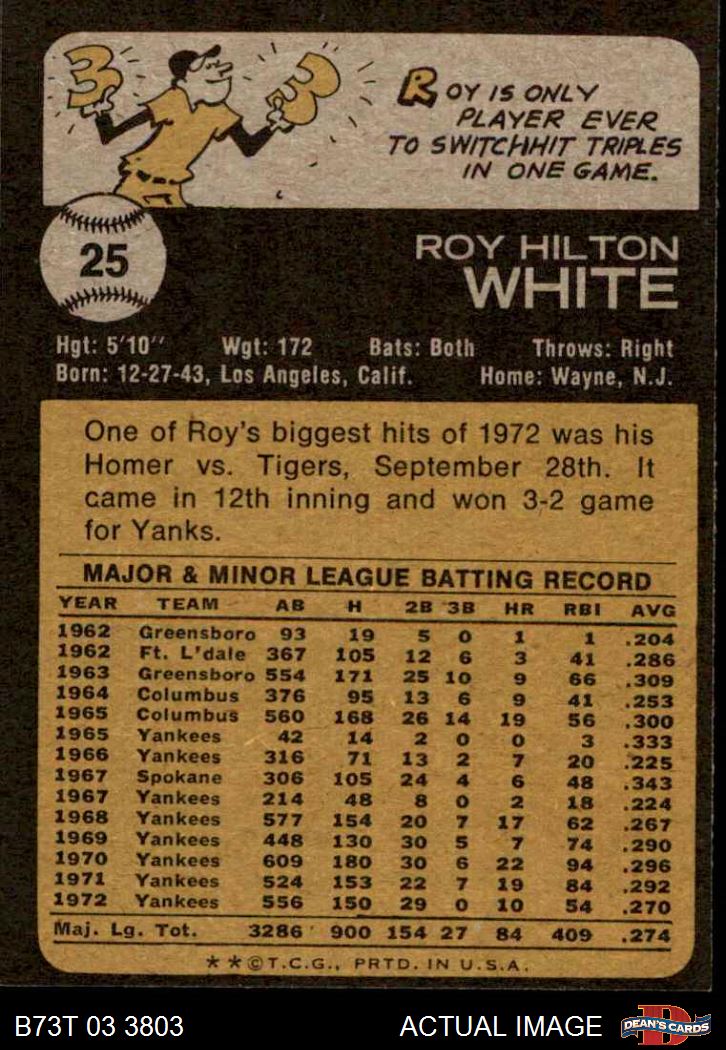 3 3
ROY IS ONLY
PLAYER EVER
TO SWITCHHIT TRIPLES
IN ONE GAME.
25
ROY HILTON
WHITE
Hgt: 5'10" Wgt: 172 Bats: Both Throws: Right
Born: 12-27-43, Los Angeles, Calif. Home: Wayne, N.J.
One of Roy's biggest hits of 1972 was his
Homer vs. Tigers, September 28th. It
came in 12th inning and won 3-2 game
for Yanks.
MAJOR & MINOR LEAGUE BATTING RECORD
YEAR TEAM AB H 2B 3B HR RBI AVG
1962 Greensboro 93 19 5 0 1 1 .204
1962 Ft. L'dale 367 105 12 6 3 41 .286
1963 Greensboro 554 171 25 10 9 66 .309
1964 Columbus 376 95 13 6 9 41 .253
1965 Columbus 560 168 26 14 19 56 .300
1965 Yankees 42 14 2 0 0 3 .333
1966 Yankees 316 71 13 2 7 20 .225
1967 Spokane 306 105 24 4 6 48 .343
1967 Yankees 214 48 8 0 2 18 .224
1968 Yankees 577 154 20 7 17 62 .267
1969 Yankees 448 130 30 5 7 74 .290
1970 Yankees 609 180 30 6 22 94 .296
1971 Yankees 524 153 22 7 19 84 .292
1972 Yankees 556 150 29 0 10 54 .270
Maj. Lg. Tot. 3286 900 154 27 84 409 .274
**©T.C.G., PRTD. IN U.S.A.
B73T 03 3803 ACTUAL IMAGE D DEAN'S CARDS